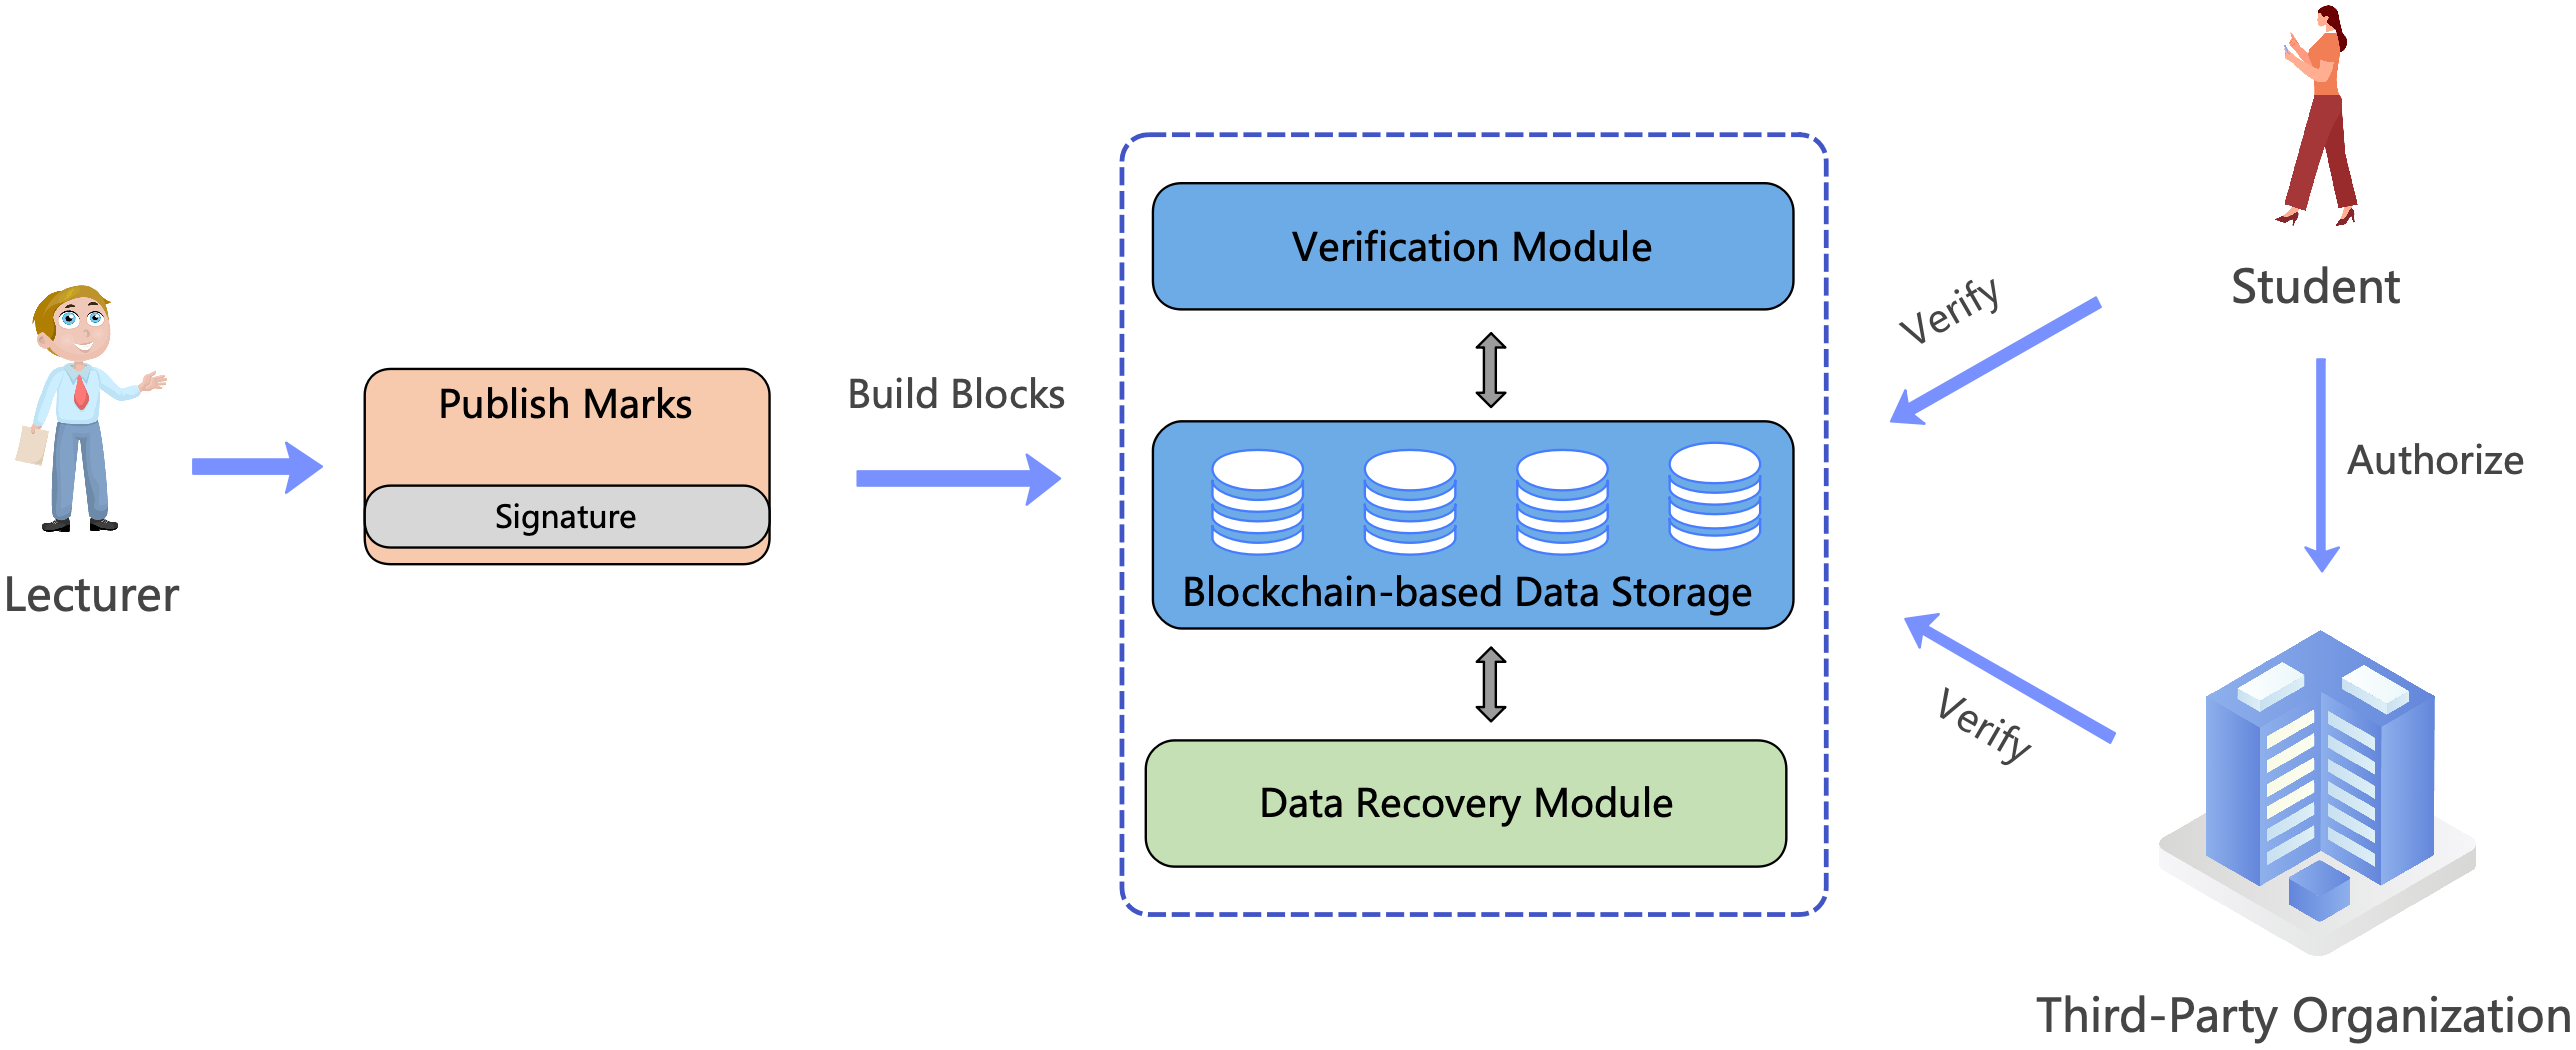 Lecturer
Publish Marks
Signature
Build Blocks
Verification Module
Blockchain-based Data Storage
Data Recovery Module
Verify
Student
Authorize
Verify
Third-Party Organization